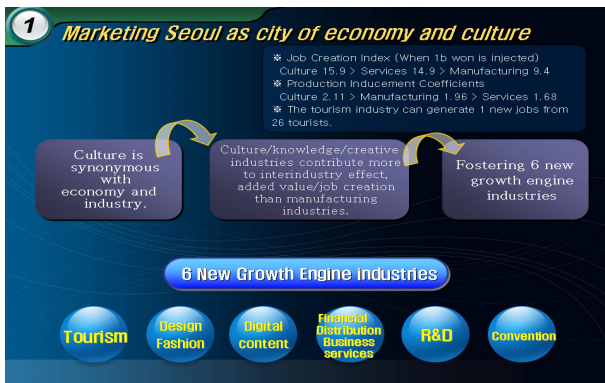 1
Marketing Seoul as city of economy and culture
※ Job Creation Index (When 1b won is injected)
Culture 15.9 > Services 14.9 > Manufacturing 9.4
※ Production Inducement Coefficients
Culture 2.11 > Manufacturing 1.96 > Services 1.68
※ The tourism industry can generate 1 new jobs from
26 tourists.
Culture is
synonymous
with
economy and
industry.
Culture/knowledge/creative
industries contribute more
to interindustry effect,
added value/job creation
than manufacturing
industries.
Fostering 6 new
growth engine
industries
6 New Growth Engine industries
Tourism
Design
Fashion
Digital
content
Financial
Distribution
Business
services
R&D
Convention